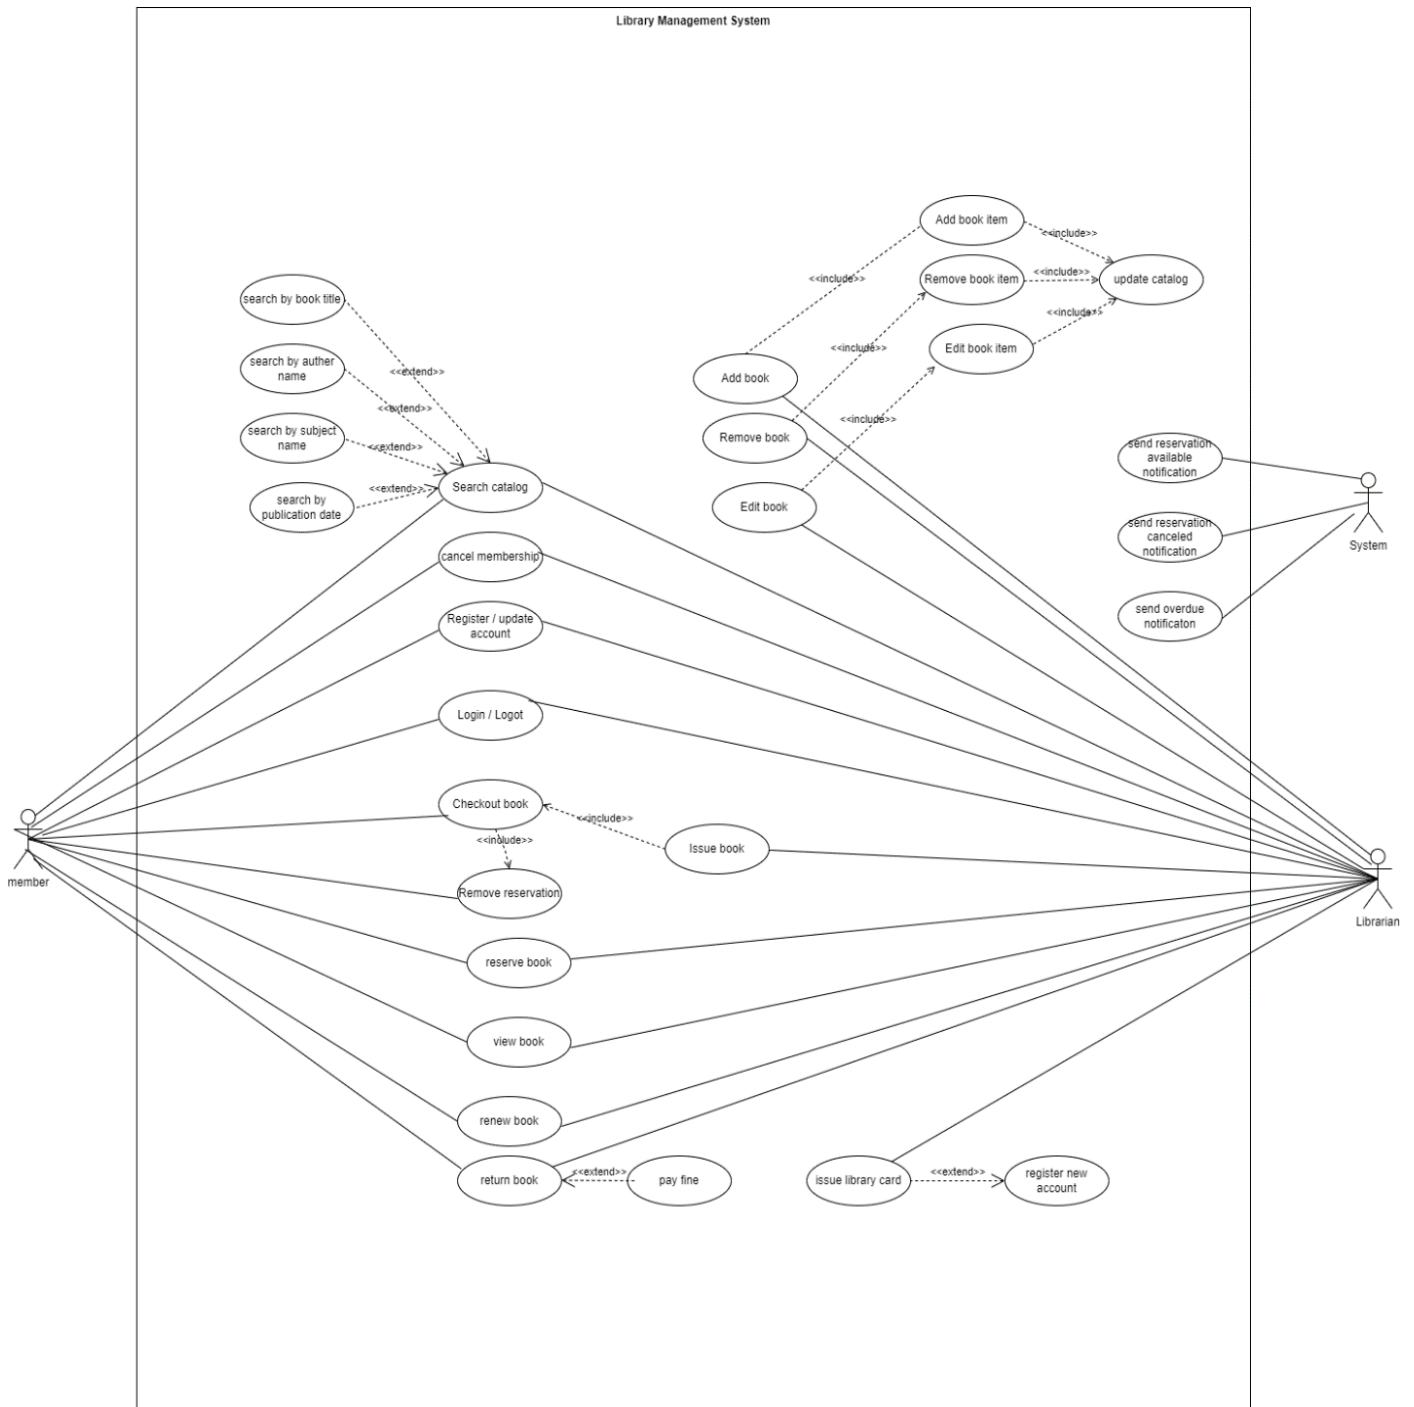 Library Management System
Add book item
<<include>>
<<include>>
Remove book item
<<include>>
update catalog
search by book title
<<include>>
<<include>>
Edit book item
search by auther
name
<<extend>>
Add book
<<extend>>
<<include>>
search by subject
name
<<extend>>
Remove book
send reservation
available
notification
search by
publication date
<<extend>>
Search catalog
Edit book
send reservation
canceled
notification
System
cancel membership
Register / update
account
send overdue
notificaton
Login / Logot
Checkout book
<<include>>
<<include>>
Issue book
member
Remove reservation
Librarian
reserve book
view book
renew book
return book
<<extend>>
pay fine
issue library card
<<extend>>
register new
account